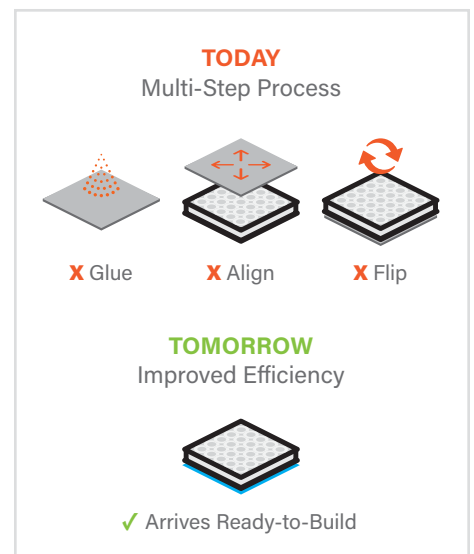 TODAY
Multi-Step Process
X Glue
X Align
X Flip
TOMORROW
Improved Efficiency
✓ Arrives Ready-to-Build